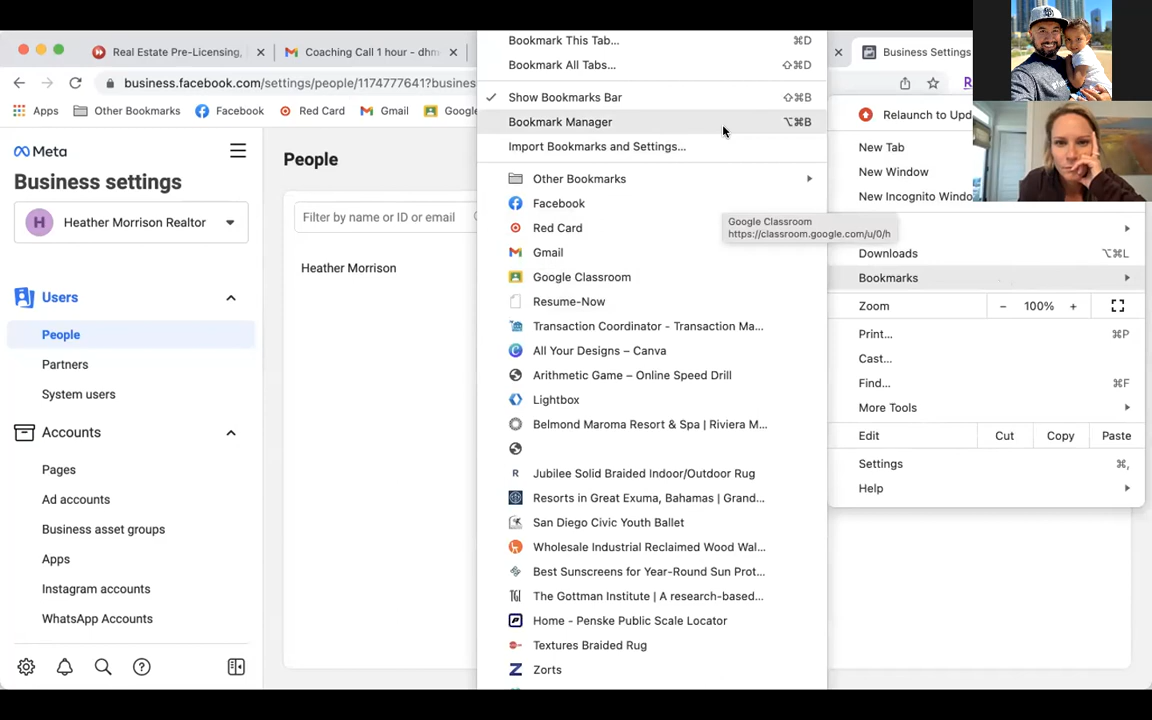 Real Estate Pre-Licensing,
Coaching Call 1 hour - dhm
Business Settings
business.facebook.com/settings/people/1174777641?busine
Apps
Other Bookmarks
Facebook
Red Card
Gmail
Google
Meta
Business settings
H
Heather Morrison Realtor
Users
People
Partners
System users
Accounts
Pages
Ad accounts
Business asset groups
Apps
Instagram accounts
WhatsApp Accounts
People
Filter by name or ID or email
Heather Morrison
Bookmark This Tab... ⌘D
Bookmark All Tabs... ⇧⌘D
✓ Show Bookmarks Bar ⇧⌘B
Bookmark Manager ⌥⌘B
Import Bookmarks and Settings...
Other Bookmarks
Facebook
Red Card
Gmail
Google Classroom
Resume-Now
Transaction Coordinator - Transaction Ma...
All Your Designs – Canva
Arithmetic Game – Online Speed Drill
Lightbox
Belmond Maroma Resort & Spa | Riviera M...
Jubilee Solid Braided Indoor/Outdoor Rug
Resorts in Great Exuma, Bahamas | Grand...
San Diego Civic Youth Ballet
Wholesale Industrial Reclaimed Wood Wal...
Best Sunscreens for Year-Round Sun Prot...
The Gottman Institute | A research-based...
Home - Penske Public Scale Locator
Textures Braided Rug
Zorts
Google Classroom
https://classroom.google.com/u/0/h
Relaunch to Upd
New Tab
New Window
New Incognito Windo
Downloads ⌥⌘L
Bookmarks
Zoom − 100% +
Print... ⌘P
Cast...
Find... ⌘F
More Tools
Edit Cut Copy Paste
Settings ⌘,
Help